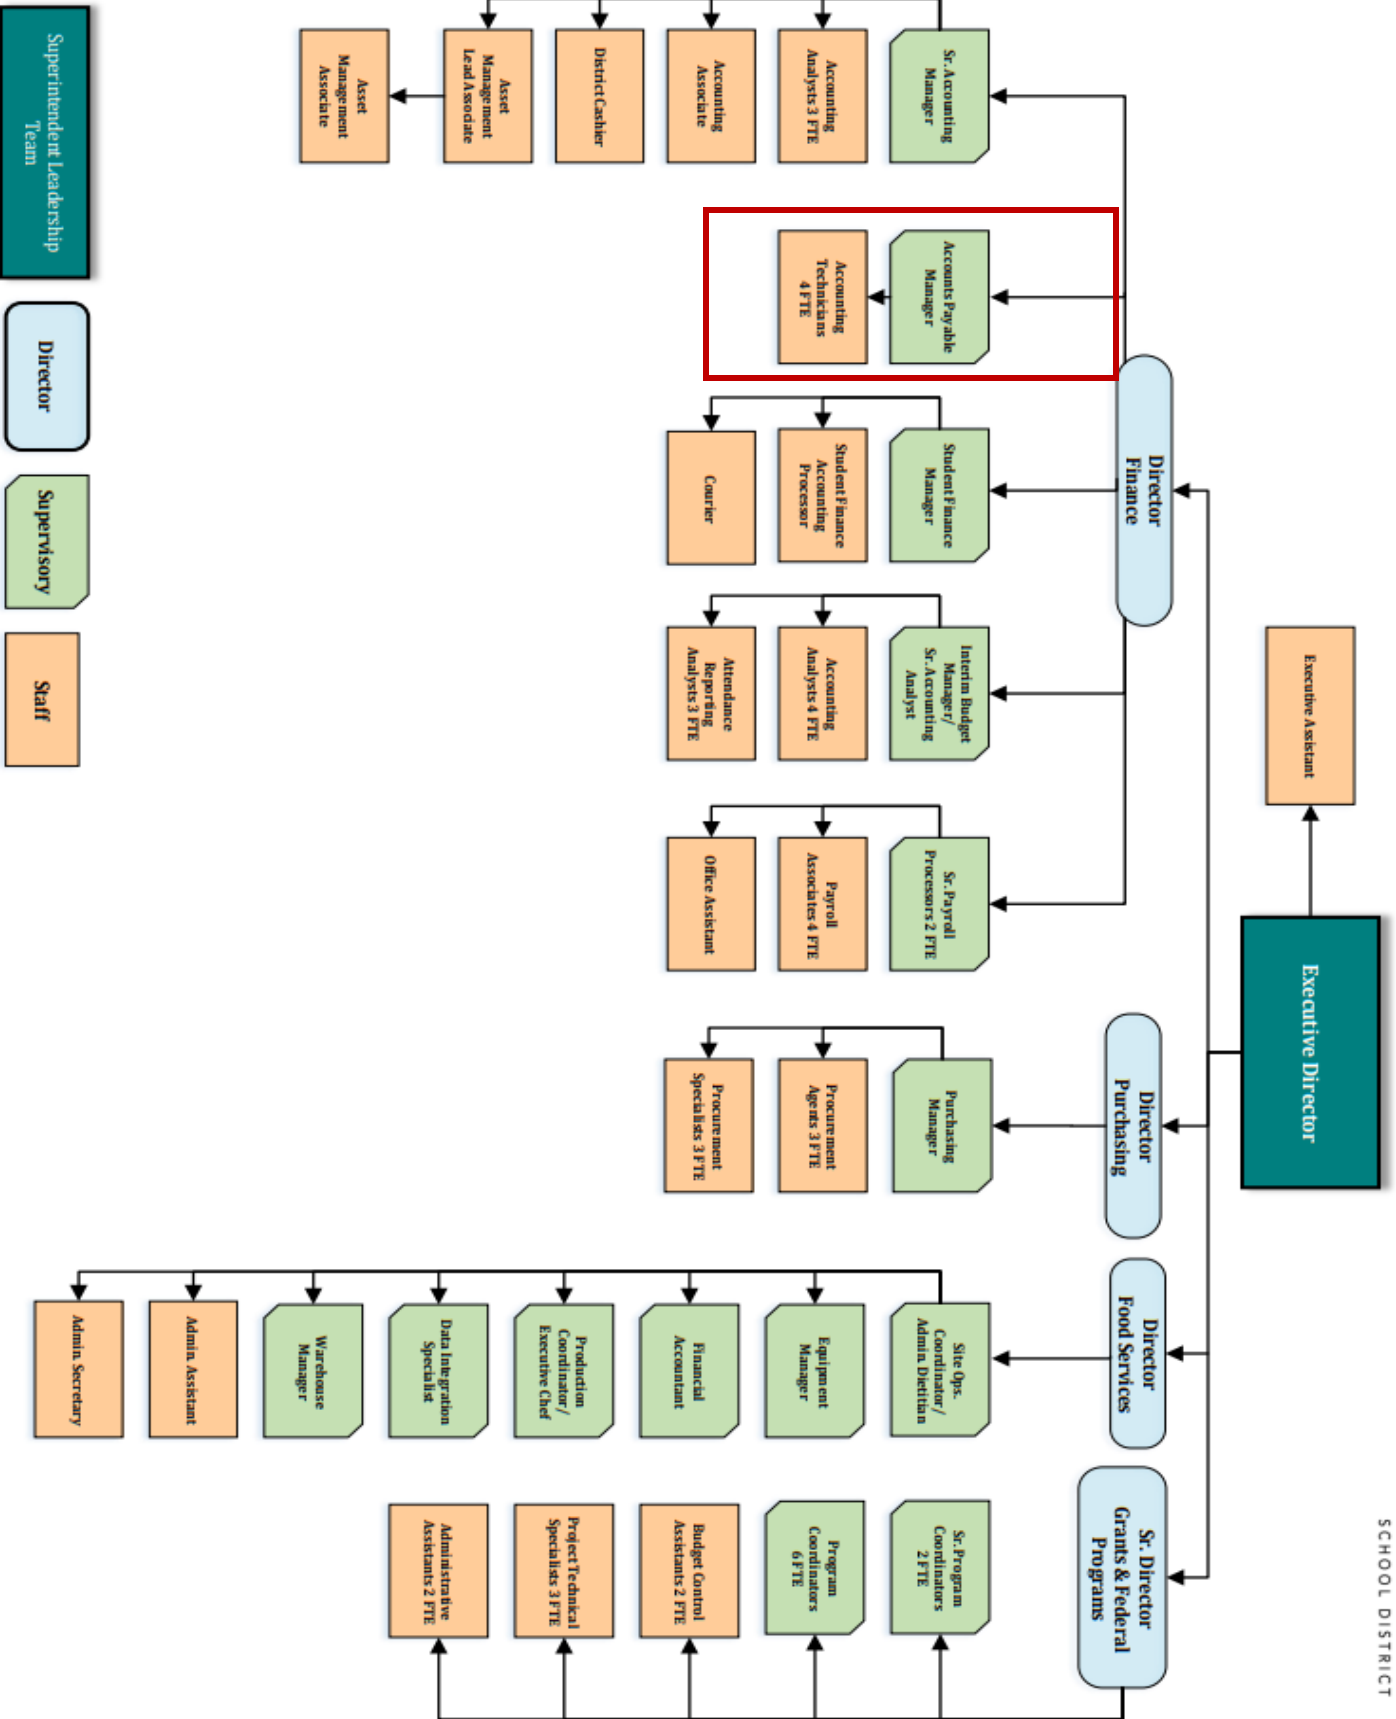 SCHOOL DISTRICT
Executive Director
Executive Assistant
Director
Finance
Director
Purchasing
Director
Food Services
Sr. Director
Grants & Federal
Programs
Sr. Accounting
Manager
Accounting
Analysts 3 FTE
Accounting
Associate
District Cashier
Asset
Management
Lead Associate
Asset
Management
Associate
Accounts Payable
Manager
Accounting
Technicians
4 FTE
Student Finance
Manager
Student Finance
Accounting
Processor
Courier
Interim Budget
Manager/
Sr. Accounting
Analyst
Accounting
Analysts 4 FTE
Attendance
Reporting
Analysts 3 FTE
Sr. Payroll
Processors 2 FTE
Payroll
Associates 4 FTE
Office Assistant
Purchasing
Manager
Procurement
Agents 3 FTE
Procurement
Specialists 3 FTE
Site Ops.
Coordinator/
Admin. Dietitian
Equipment
Manager
Financial
Accountant
Production
Coordinator/
Executive Chef
Data Integration
Specialist
Warehouse
Manager
Admin. Assistant
Admin. Secretary
Sr. Program
Coordinators
2 FTE
Program
Coordinators
6 FTE
Budget Control
Assistants 2 FTE
Project Technical
Specialists 3 FTE
Administrative
Assistants 2 FTE
Superintendent Leadership
Team
Director
Supervisory
Staff